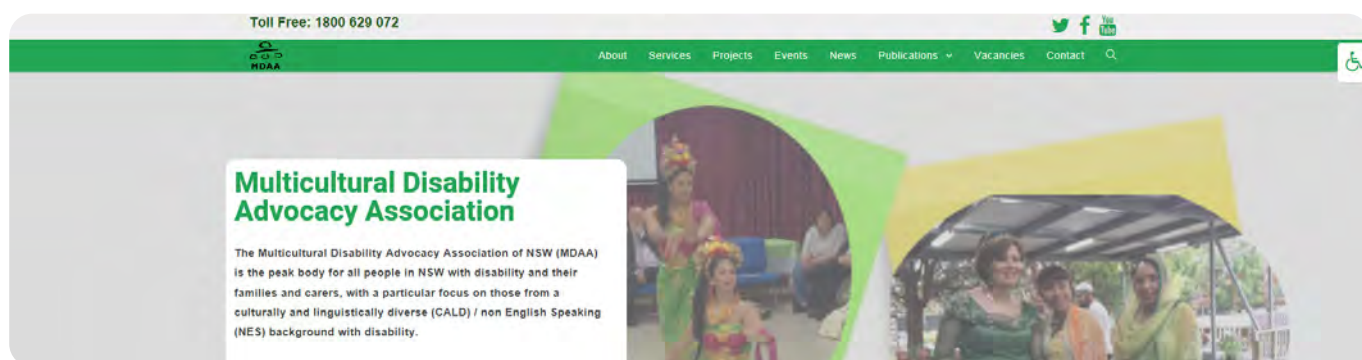 Toll Free: 1800 629 072
You
Tube
MDAA
About Services Projects Events News Publications Vacancies Contact
Multicultural Disability
Advocacy Association
The Multicultural Disability Advocacy Association of NSW (MDAA)
is the peak body for all people in NSW with disability and their
families and carers, with a particular focus on those from a
culturally and linguistically diverse (CALD) / non English Speaking
(NES) background with disability.